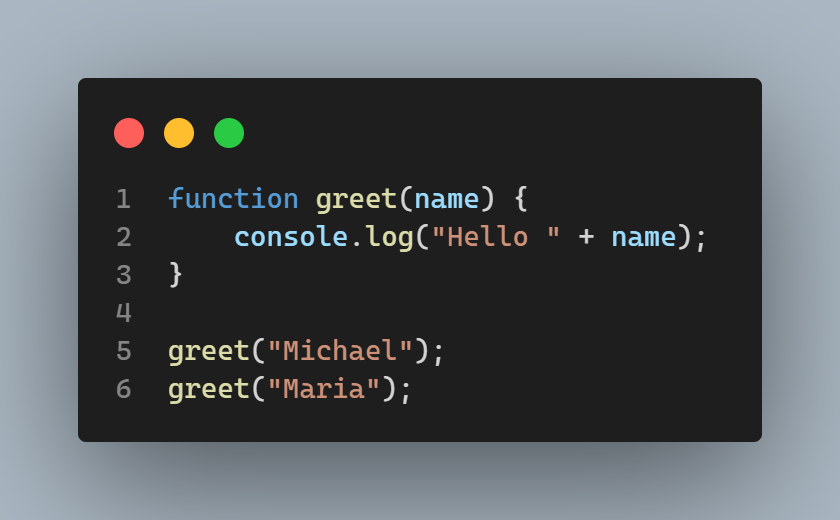 1 function greet(name) {
2     console.log("Hello " + name);
3 }
4
5 greet("Michael");
6 greet("Maria");